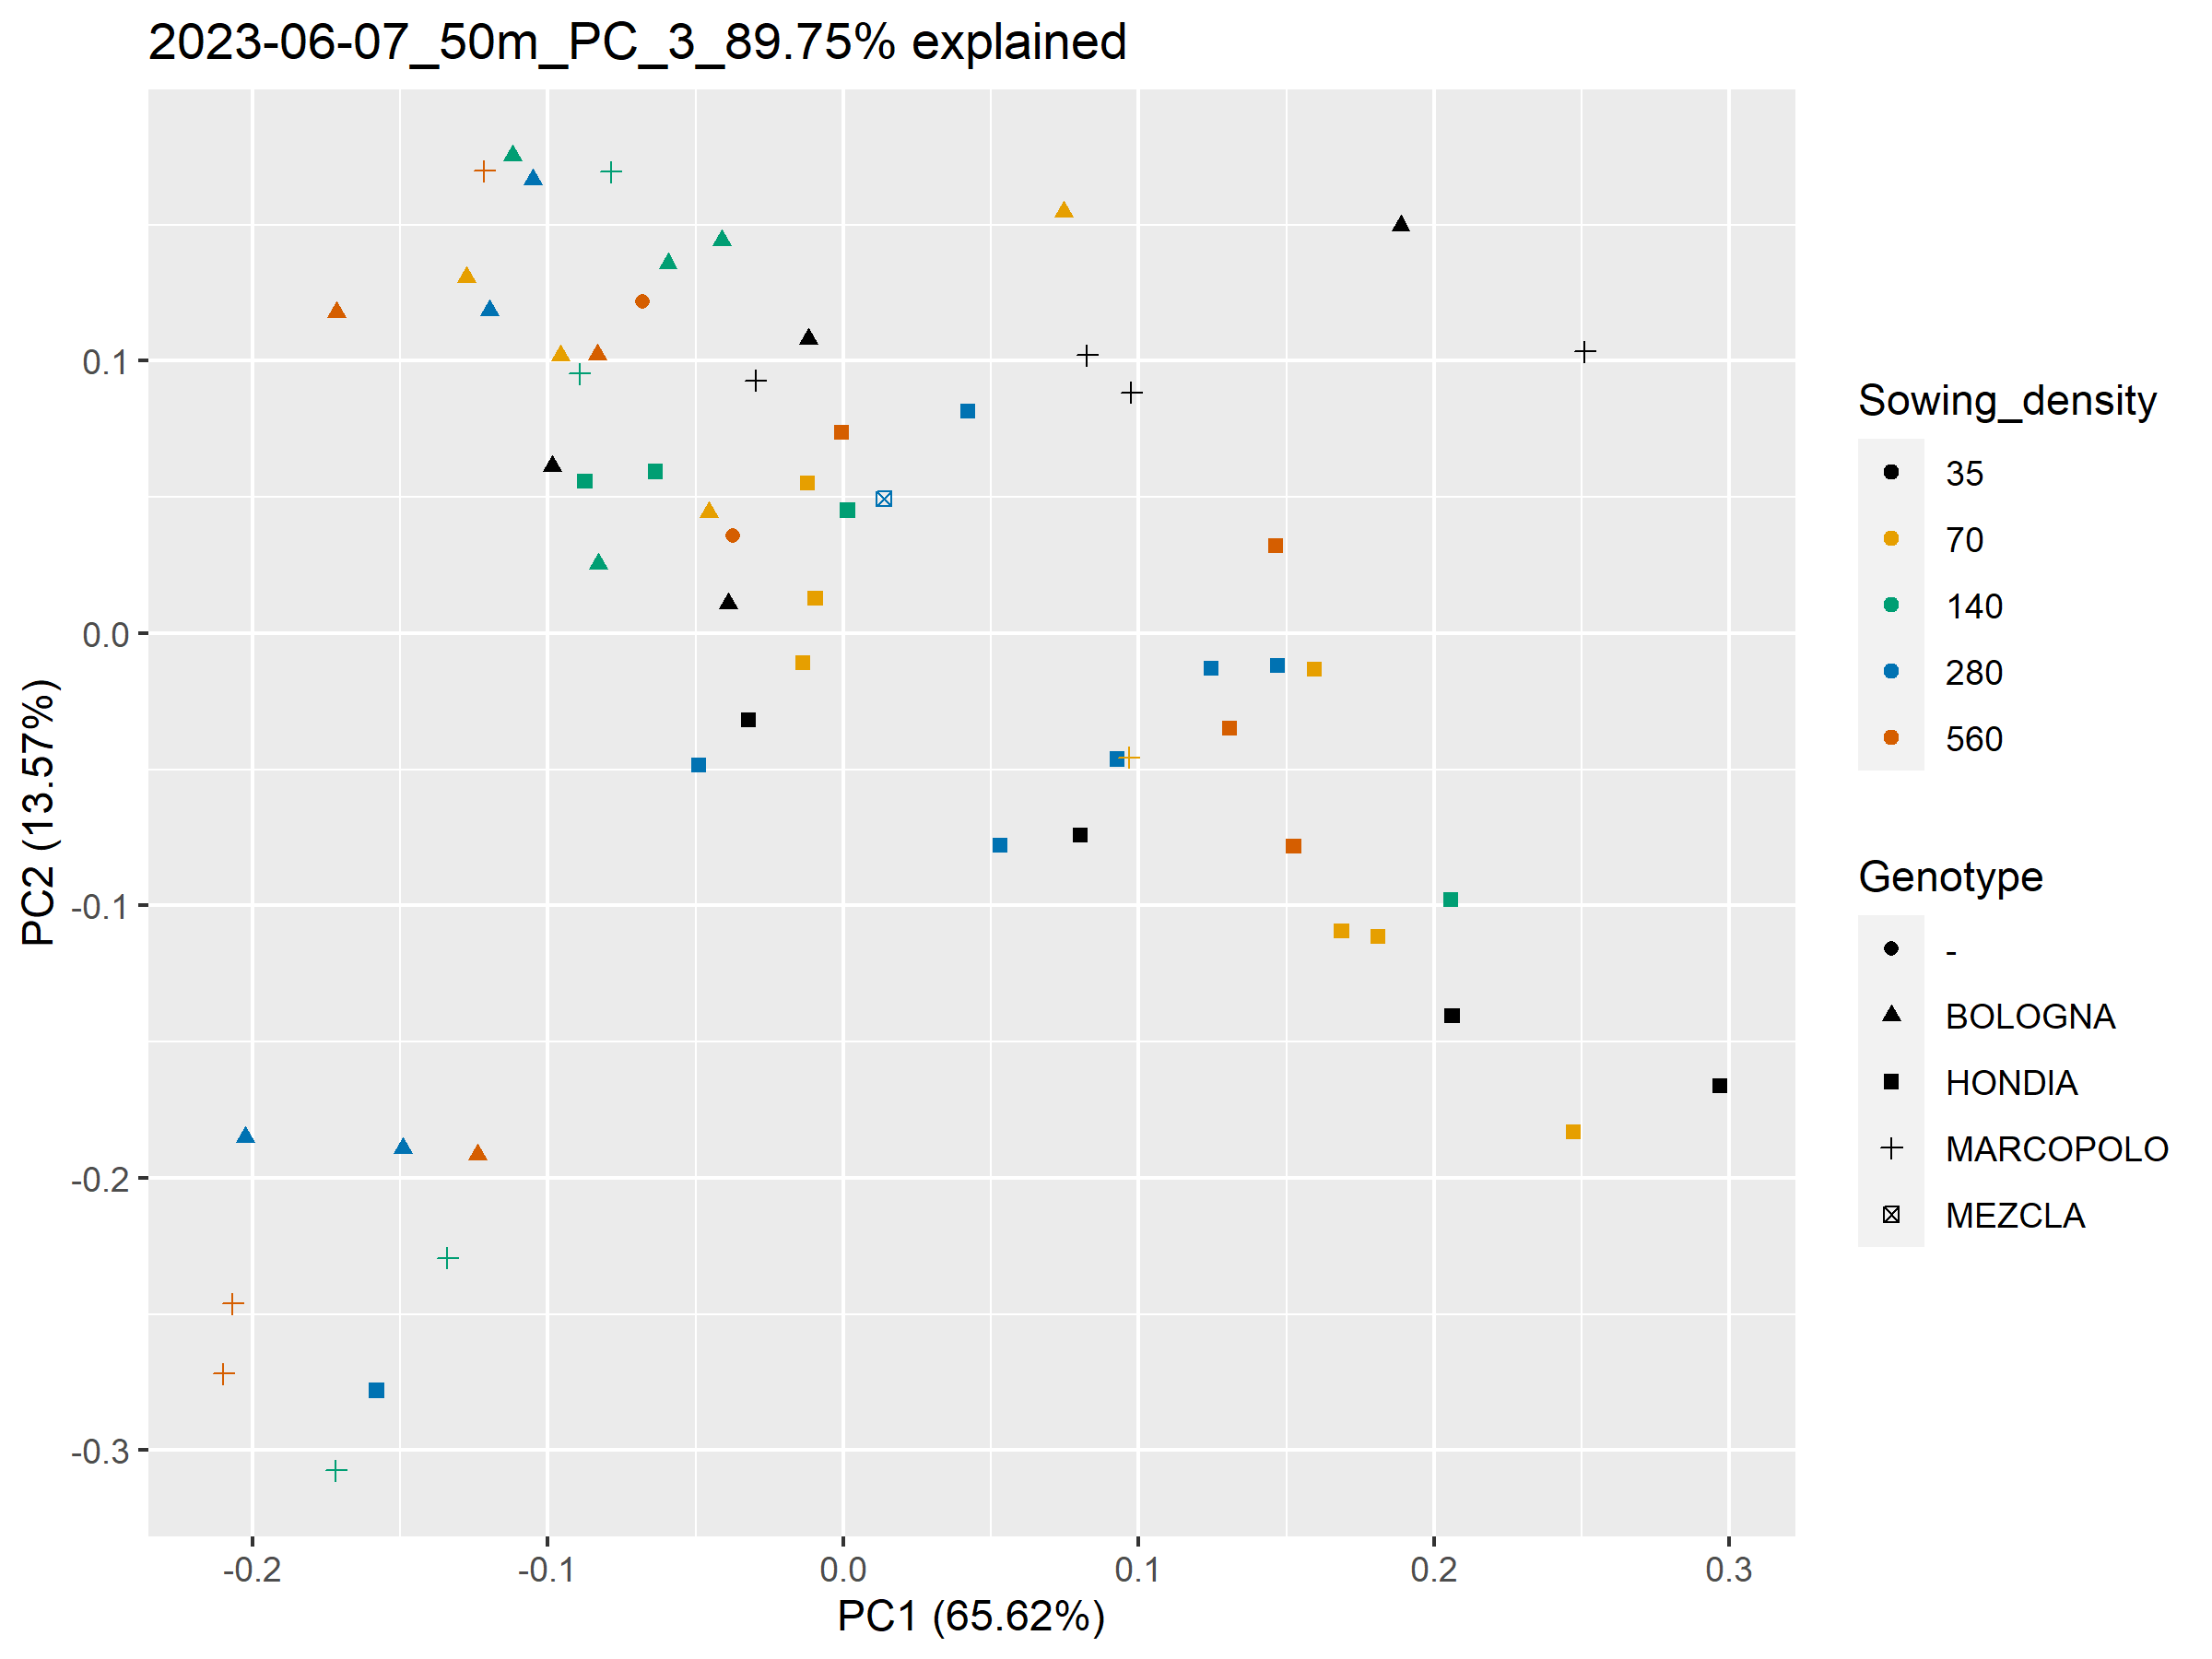 2023-06-07_50m_PC_3_89.75% explained
PC2 (13.57%)
0.1
0.0
-0.1
-0.2
-0.3
-0.2
-0.1
0.0
0.1
0.2
0.3
PC1 (65.62%)
Sowing_density
35
70
140
280
560
Genotype
-
BOLOGNA
HONDIA
MARCOPOLO
MEZCLA